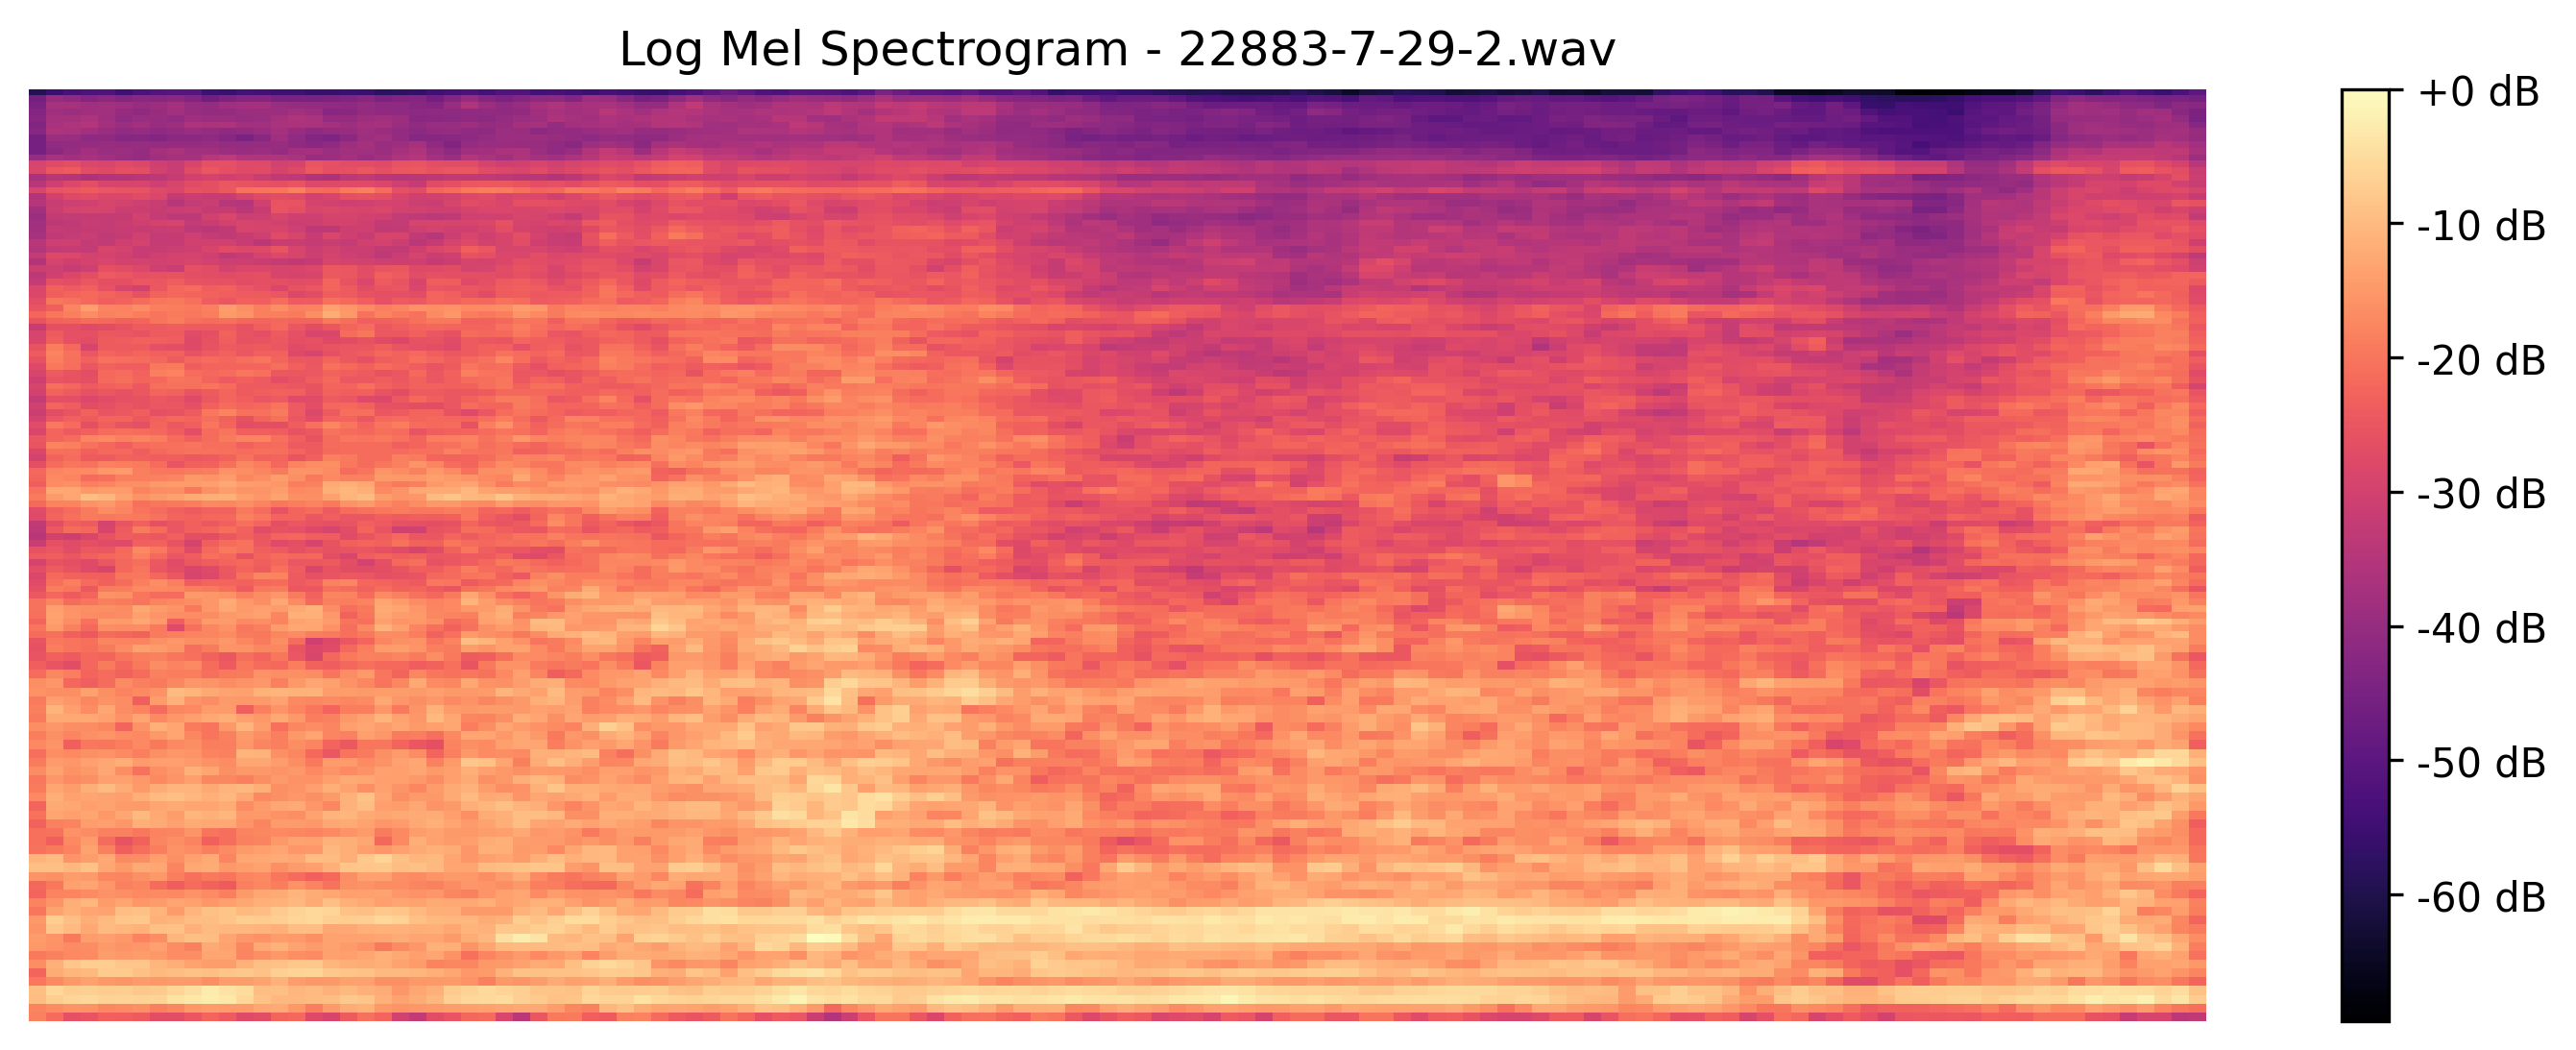 Log Mel Spectrogram - 22883-7-29-2.wav
+0 dB
-10 dB
-20 dB
-30 dB
-40 dB
-50 dB
-60 dB